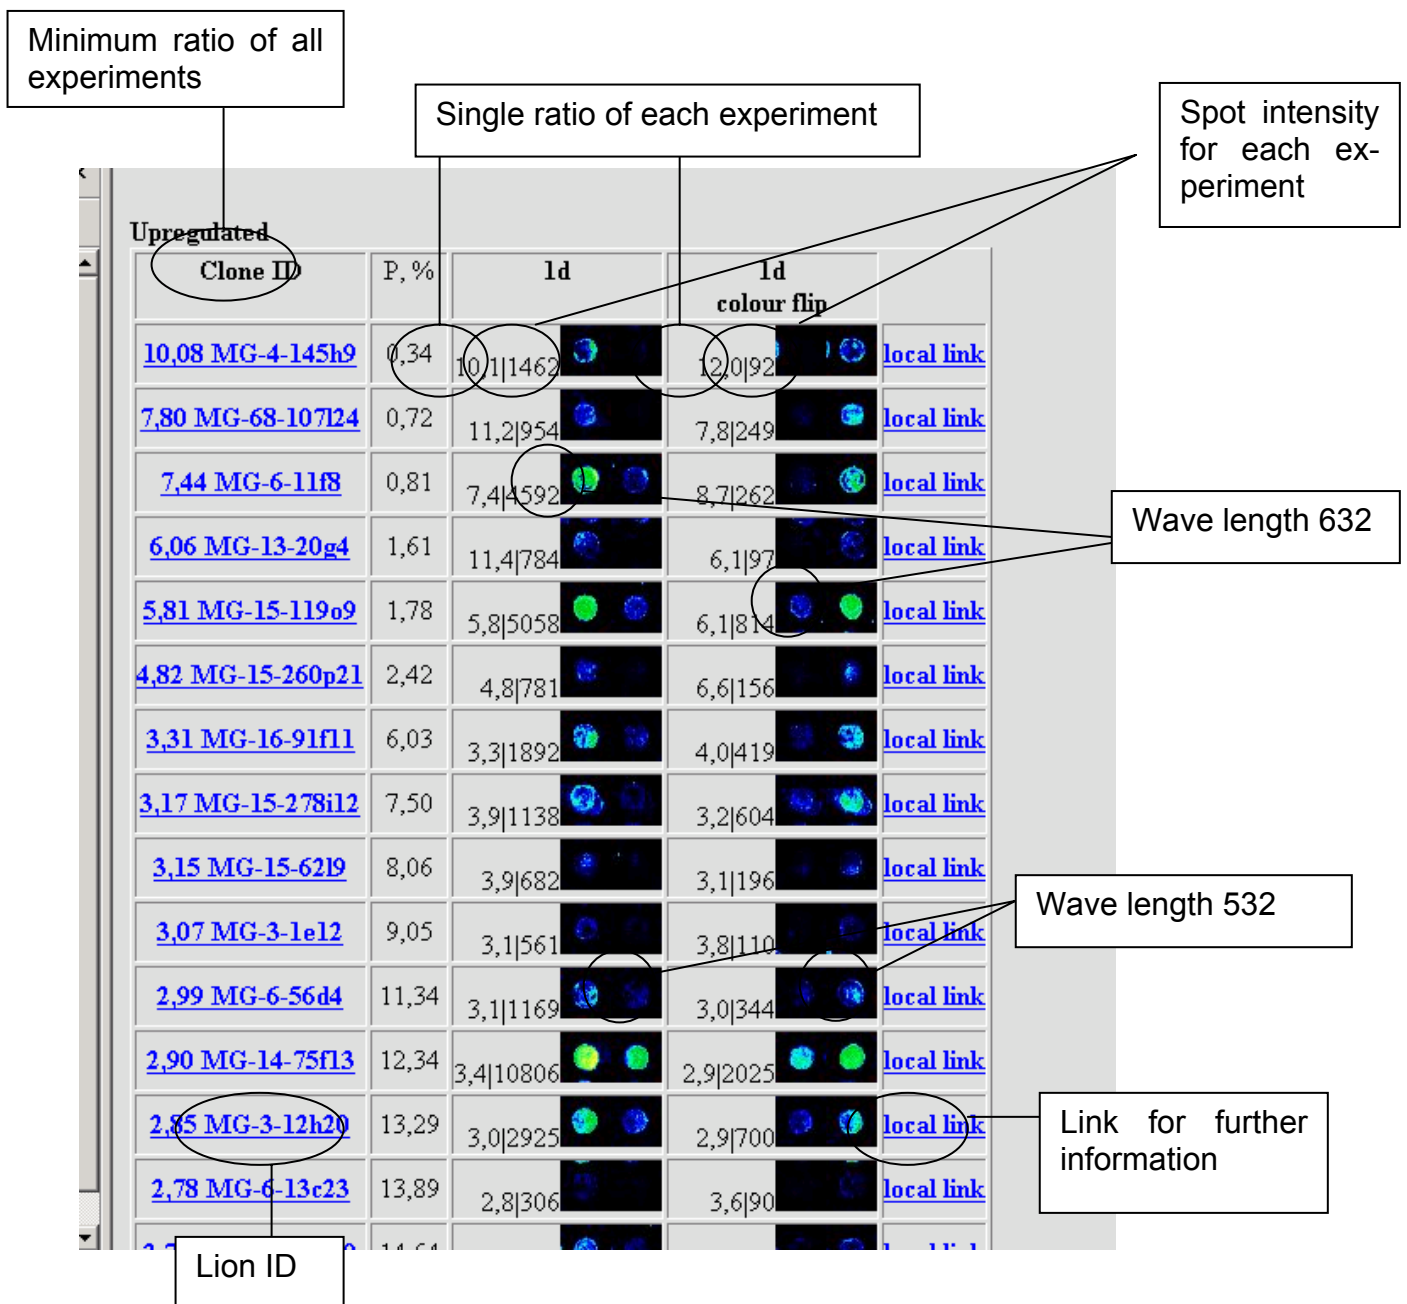 Minimum ratio of all
experiments
Single ratio of each experiment
Spot intensity
for each ex-
periment
Upregulated
Clone ID P, % 1d 1d
colour flip
10,08 MG-4-145h9 0,34 10,1|1462 12,0|92 local link
7,80 MG-68-107l24 0,72 11,2|954 7,8|249 local link
7,44 MG-6-11f8 0,81 7,4|4592 8,7|262 local link
Wave length 632
6,06 MG-13-20g4 1,61 11,4|784 6,1|97 local link
5,81 MG-15-119o9 1,78 5,8|5058 6,1|814 local link
4,82 MG-15-260p21 2,42 4,8|781 6,6|156 local link
3,31 MG-16-91f11 6,03 3,3|1892 4,0|419 local link
3,17 MG-15-278i12 7,50 3,9|1138 3,2|604 local link
3,15 MG-15-62l9 8,06 3,9|682 3,1|196 local link
Wave length 532
3,07 MG-3-1e12 9,05 3,1|561 3,8|110 local link
2,99 MG-6-56d4 11,34 3,1|1169 3,0|344 local link
2,90 MG-14-75f13 12,34 3,4|10806 2,9|2025 local link
2,85 MG-3-12h20 13,29 3,0|2925 2,9|700 local link
Link for further
information
2,78 MG-6-13c23 13,89 2,8|306 3,6|90 local link
Lion ID